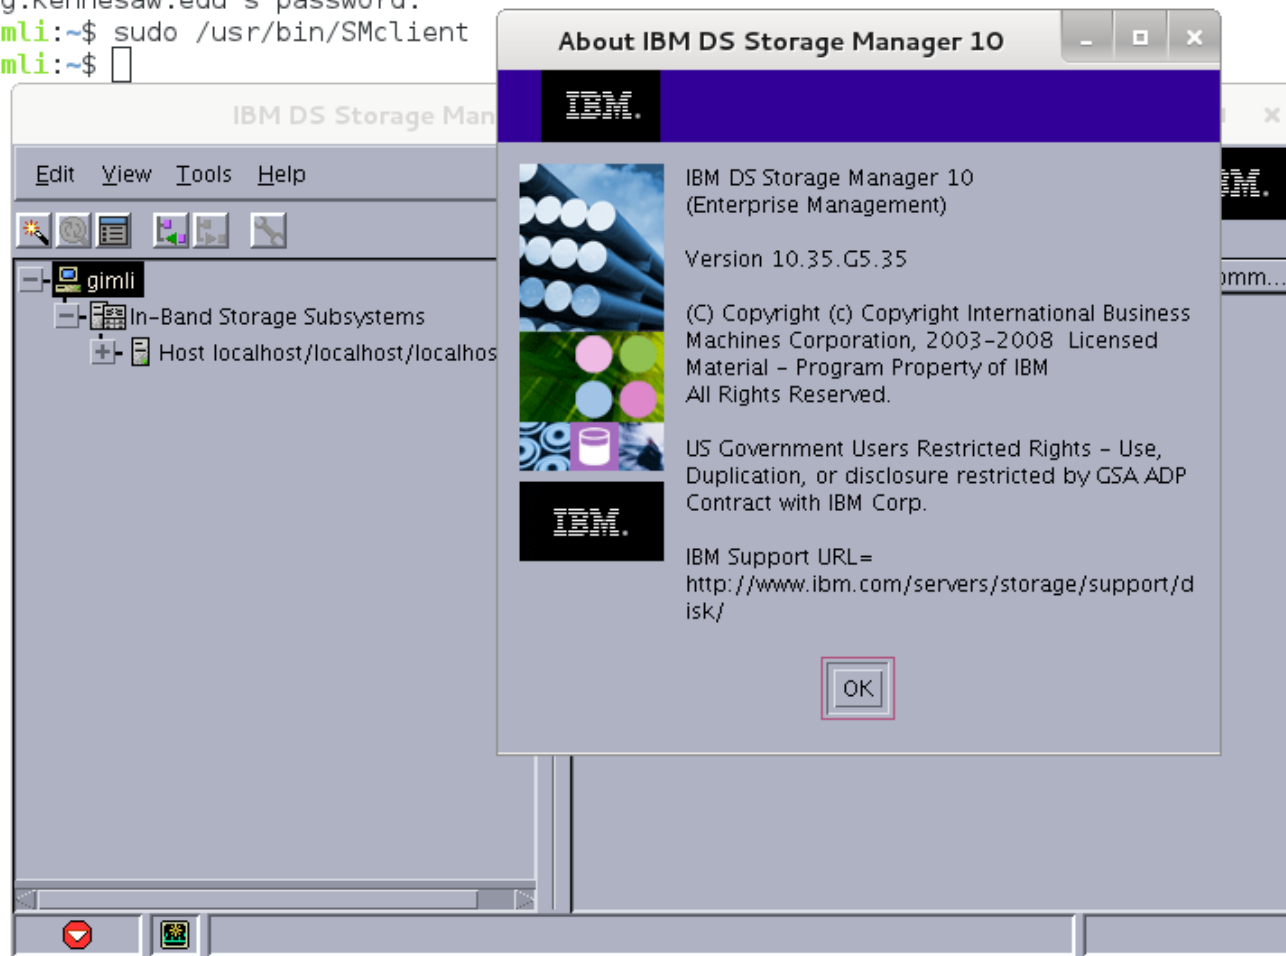 g.kennesaw.edu's password:
mli:~$ sudo /usr/bin/SMclient
mli:~$
About IBM DS Storage Manager 10
IBM DS Storage Man
IBM.
Edit View Tools Help
BM.
gimli
In-Band Storage Subsystems
Host localhost/localhost/localhos
omm...
IBM DS Storage Manager 10
(Enterprise Management)
Version 10.35.G5.35
(C) Copyright (c) Copyright International Business
Machines Corporation, 2003-2008 Licensed
Material - Program Property of IBM
All Rights Reserved.
US Government Users Restricted Rights - Use,
Duplication, or disclosure restricted by GSA ADP
Contract with IBM Corp.
IBM.
IBM Support URL=
http://www.ibm.com/servers/storage/support/d
isk/
OK